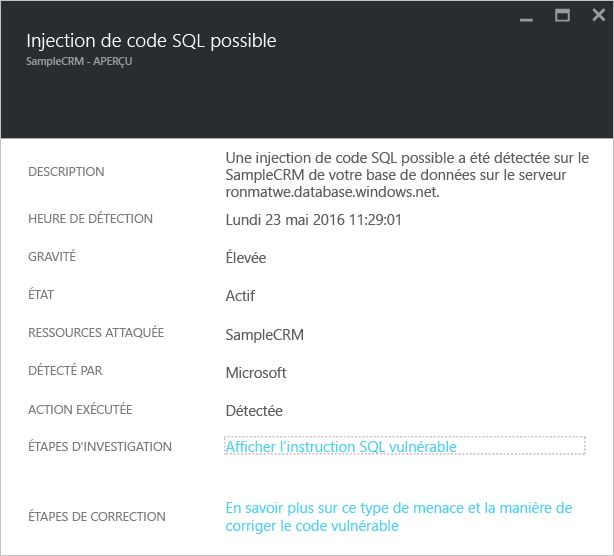 Injection de code SQL possible
SampleCRM - APERÇU
DESCRIPTION
Une injection de code SQL possible a été détectée sur le
SampleCRM de votre base de données sur le serveur
ronmatwe.database.windows.net.
HEURE DE DÉTECTION
Lundi 23 mai 2016 11:29:01
GRAVITÉ
Élevée
ÉTAT
Actif
RESSOURCES ATTAQUÉE
SampleCRM
DÉTECTÉ PAR
Microsoft
ACTION EXÉCUTÉE
Détectée
ÉTAPES D'INVESTIGATION
Afficher l'instruction SQL vulnérable
ÉTAPES DE CORRECTION
En savoir plus sur ce type de menace et la manière de
corriger le code vulnérable